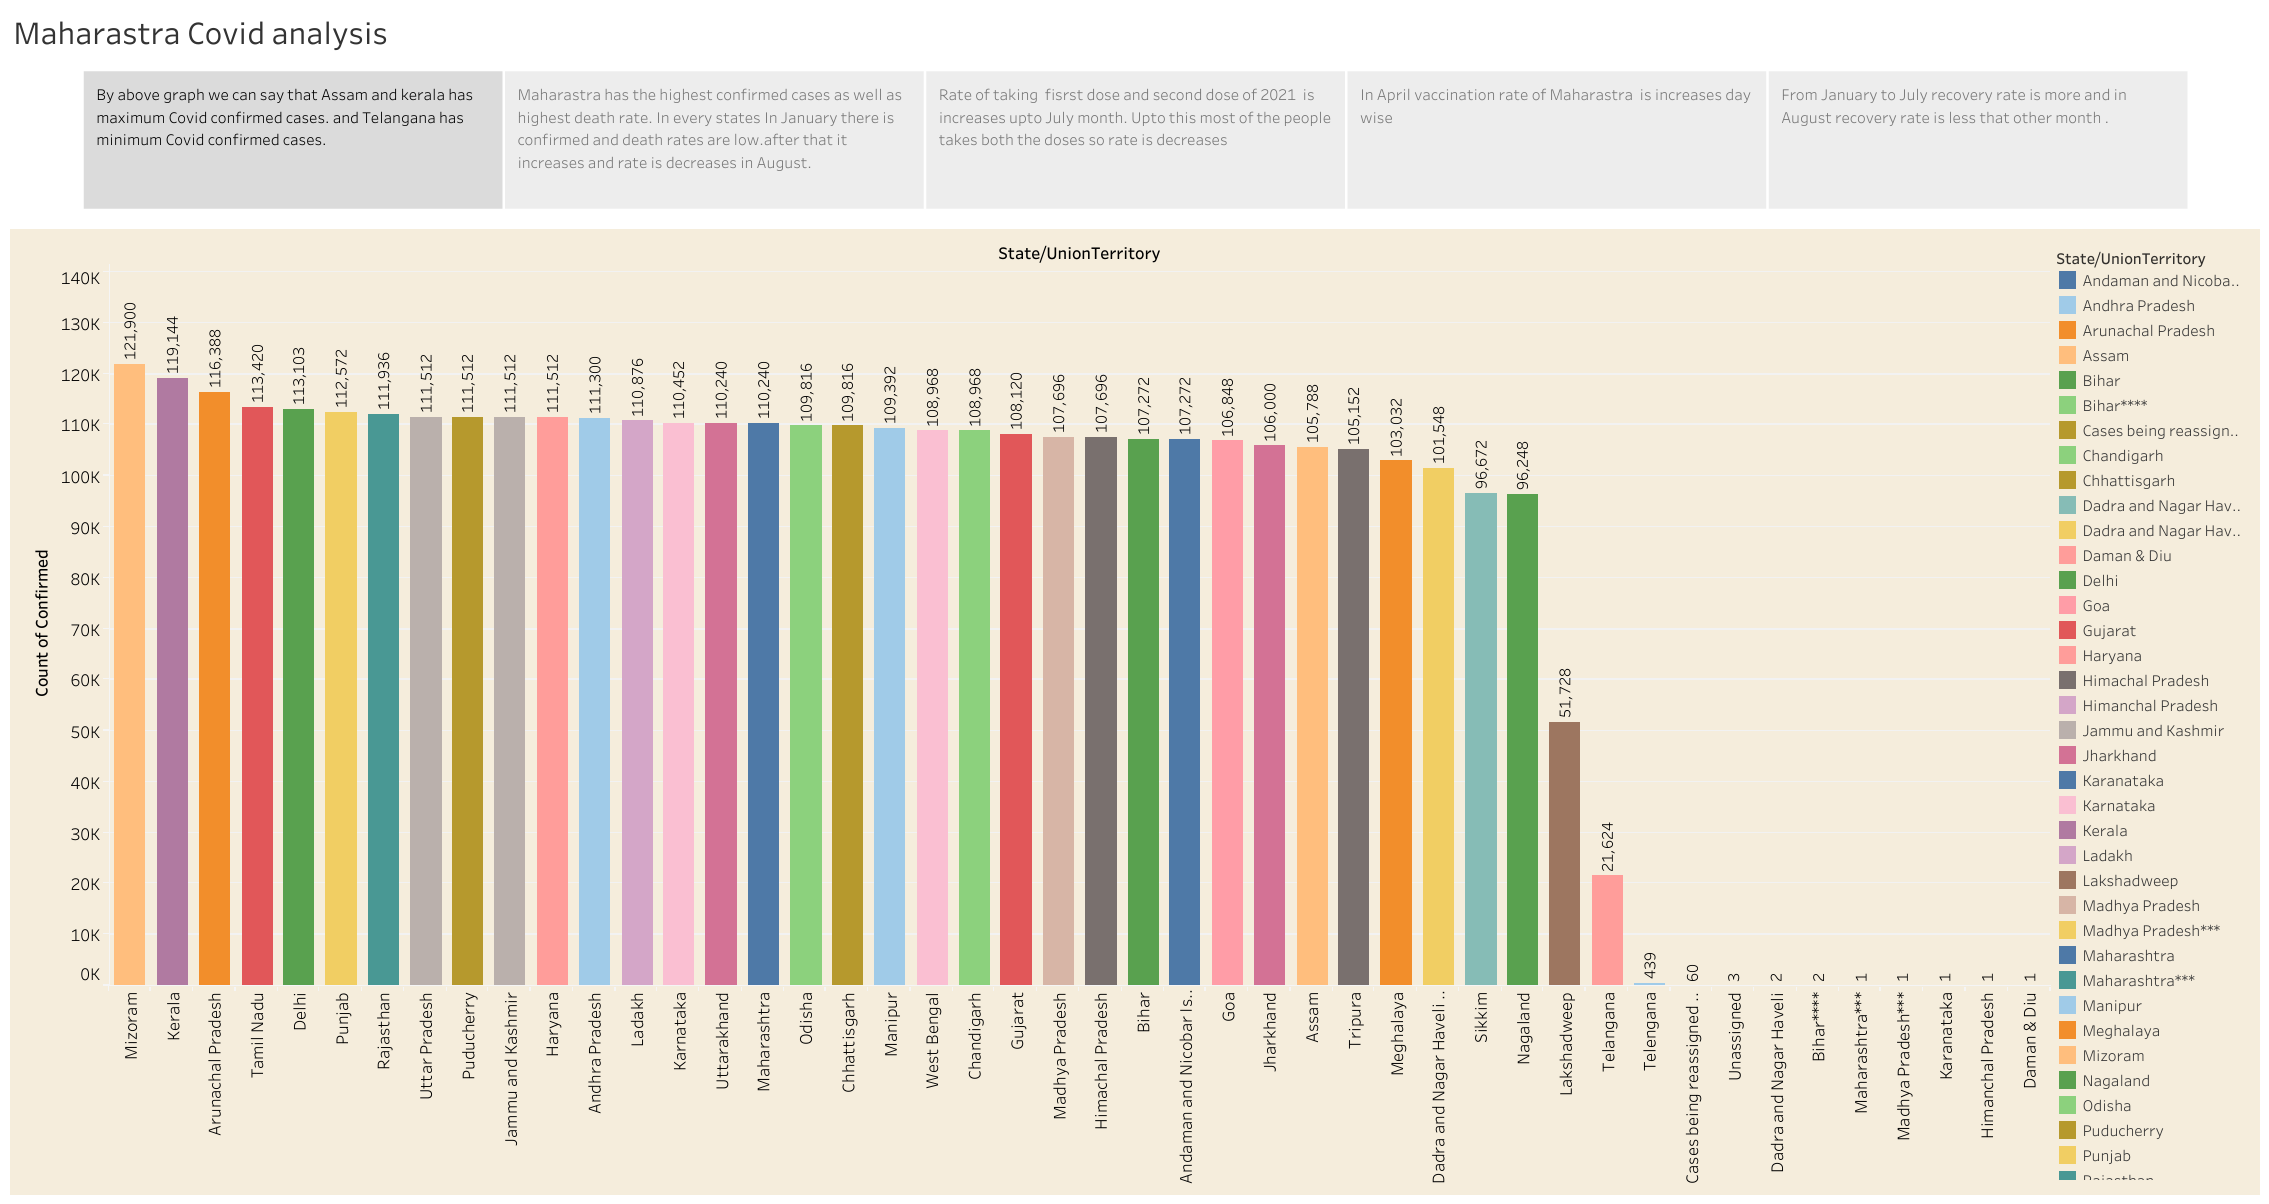 Maharastra Covid analysis
By above graph we can say that Assam and kerala has
maximum Covid confirmed cases. and Telangana has
minimum Covid confirmed cases.
Maharastra has the highest confirmed cases as well as
highest death rate. In every states In January there is
confirmed and death rates are low.after that it
increases and rate is decreases in August.
Rate of taking  fisrst dose and second dose of 2021  is
increases upto July month. Upto this most of the people
takes both the doses so rate is decreases
In April vaccination rate of Maharastra  is increases day
wise
From January to July recovery rate is more and in
August recovery rate is less that other month .
State/UnionTerritory
Count of Confirmed
140K
130K
120K
110K
100K
90K
80K
70K
60K
50K
40K
30K
20K
10K
0K
121,900
119,144
116,388
113,420
113,103
112,572
111,936
111,512
111,512
111,512
111,512
111,300
110,876
110,452
110,240
110,240
109,816
109,816
109,392
108,968
108,968
108,120
107,696
107,696
107,272
107,272
106,848
106,000
105,788
105,152
103,032
101,548
96,672
96,248
51,728
21,624
439
60
3
2
2
1
1
1
1
1
Mizoram
Kerala
Arunachal Pradesh
Tamil Nadu
Delhi
Punjab
Rajasthan
Uttar Pradesh
Puducherry
Jammu and Kashmir
Haryana
Andhra Pradesh
Ladakh
Karnataka
Uttarakhand
Maharashtra
Odisha
Chhattisgarh
Manipur
West Bengal
Chandigarh
Gujarat
Madhya Pradesh
Himachal Pradesh
Bihar
Andaman and Nicobar Is..
Goa
Jharkhand
Assam
Tripura
Meghalaya
Dadra and Nagar Haveli ..
Sikkim
Nagaland
Lakshadweep
Telangana
Telengana
Cases being reassigned ..
Unassigned
Dadra and Nagar Haveli
Bihar****
Maharashtra***
Madhya Pradesh***
Karanataka
Himanchal Pradesh
Daman & Diu
State/UnionTerritory
Andaman and Nicoba..
Andhra Pradesh
Arunachal Pradesh
Assam
Bihar
Bihar****
Cases being reassign..
Chandigarh
Chhattisgarh
Dadra and Nagar Hav..
Dadra and Nagar Hav..
Daman & Diu
Delhi
Goa
Gujarat
Haryana
Himachal Pradesh
Himanchal Pradesh
Jammu and Kashmir
Jharkhand
Karanataka
Karnataka
Kerala
Ladakh
Lakshadweep
Madhya Pradesh
Madhya Pradesh***
Maharashtra
Maharashtra***
Manipur
Meghalaya
Mizoram
Nagaland
Odisha
Puducherry
Punjab
Rajasthan